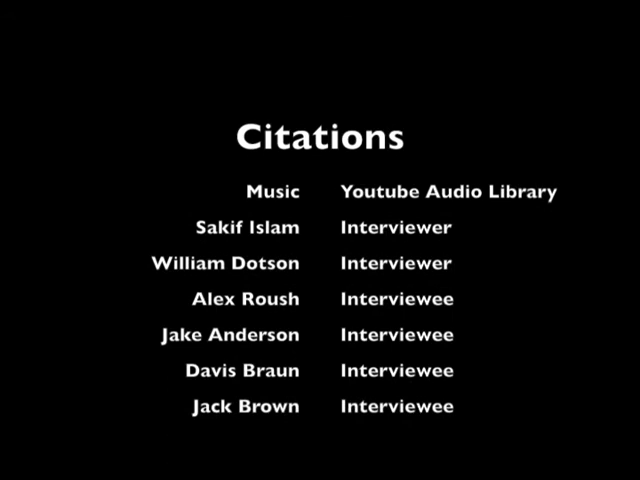 Citations
Music Youtube Audio Library
Sakif Islam Interviewer
William Dotson Interviewer
Alex Roush Interviewee
Jake Anderson Interviewee
Davis Braun Interviewee
Jack Brown Interviewee